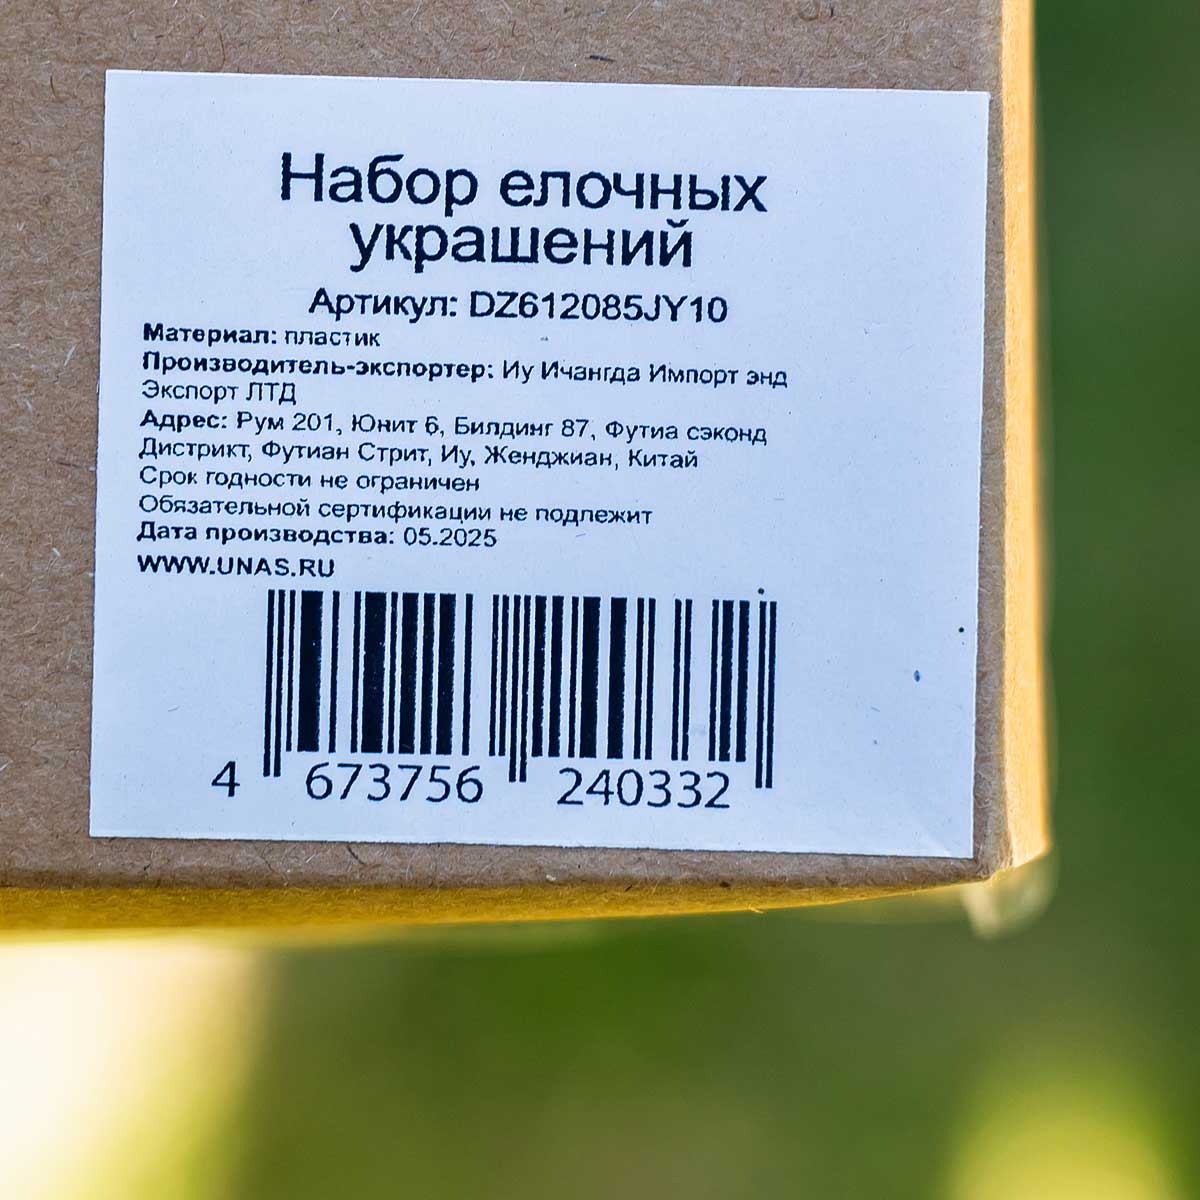 Набор елочных
украшений
Артикул: DZ612085JY10
Материал: пластик
Производитель-экспортер: Иу Ичангда Импорт энд
Экспорт ЛТД
Адрес: Рум 201, Юнит 6, Билдинг 87, Футиа сэконд
Дистрикт, Футиан Стрит, Иу, Женджиан, Китай
Срок годности не ограничен
Обязательной сертификации не подлежит
Дата производства: 05.2025
WWW.UNAS.RU
4 673756 240332